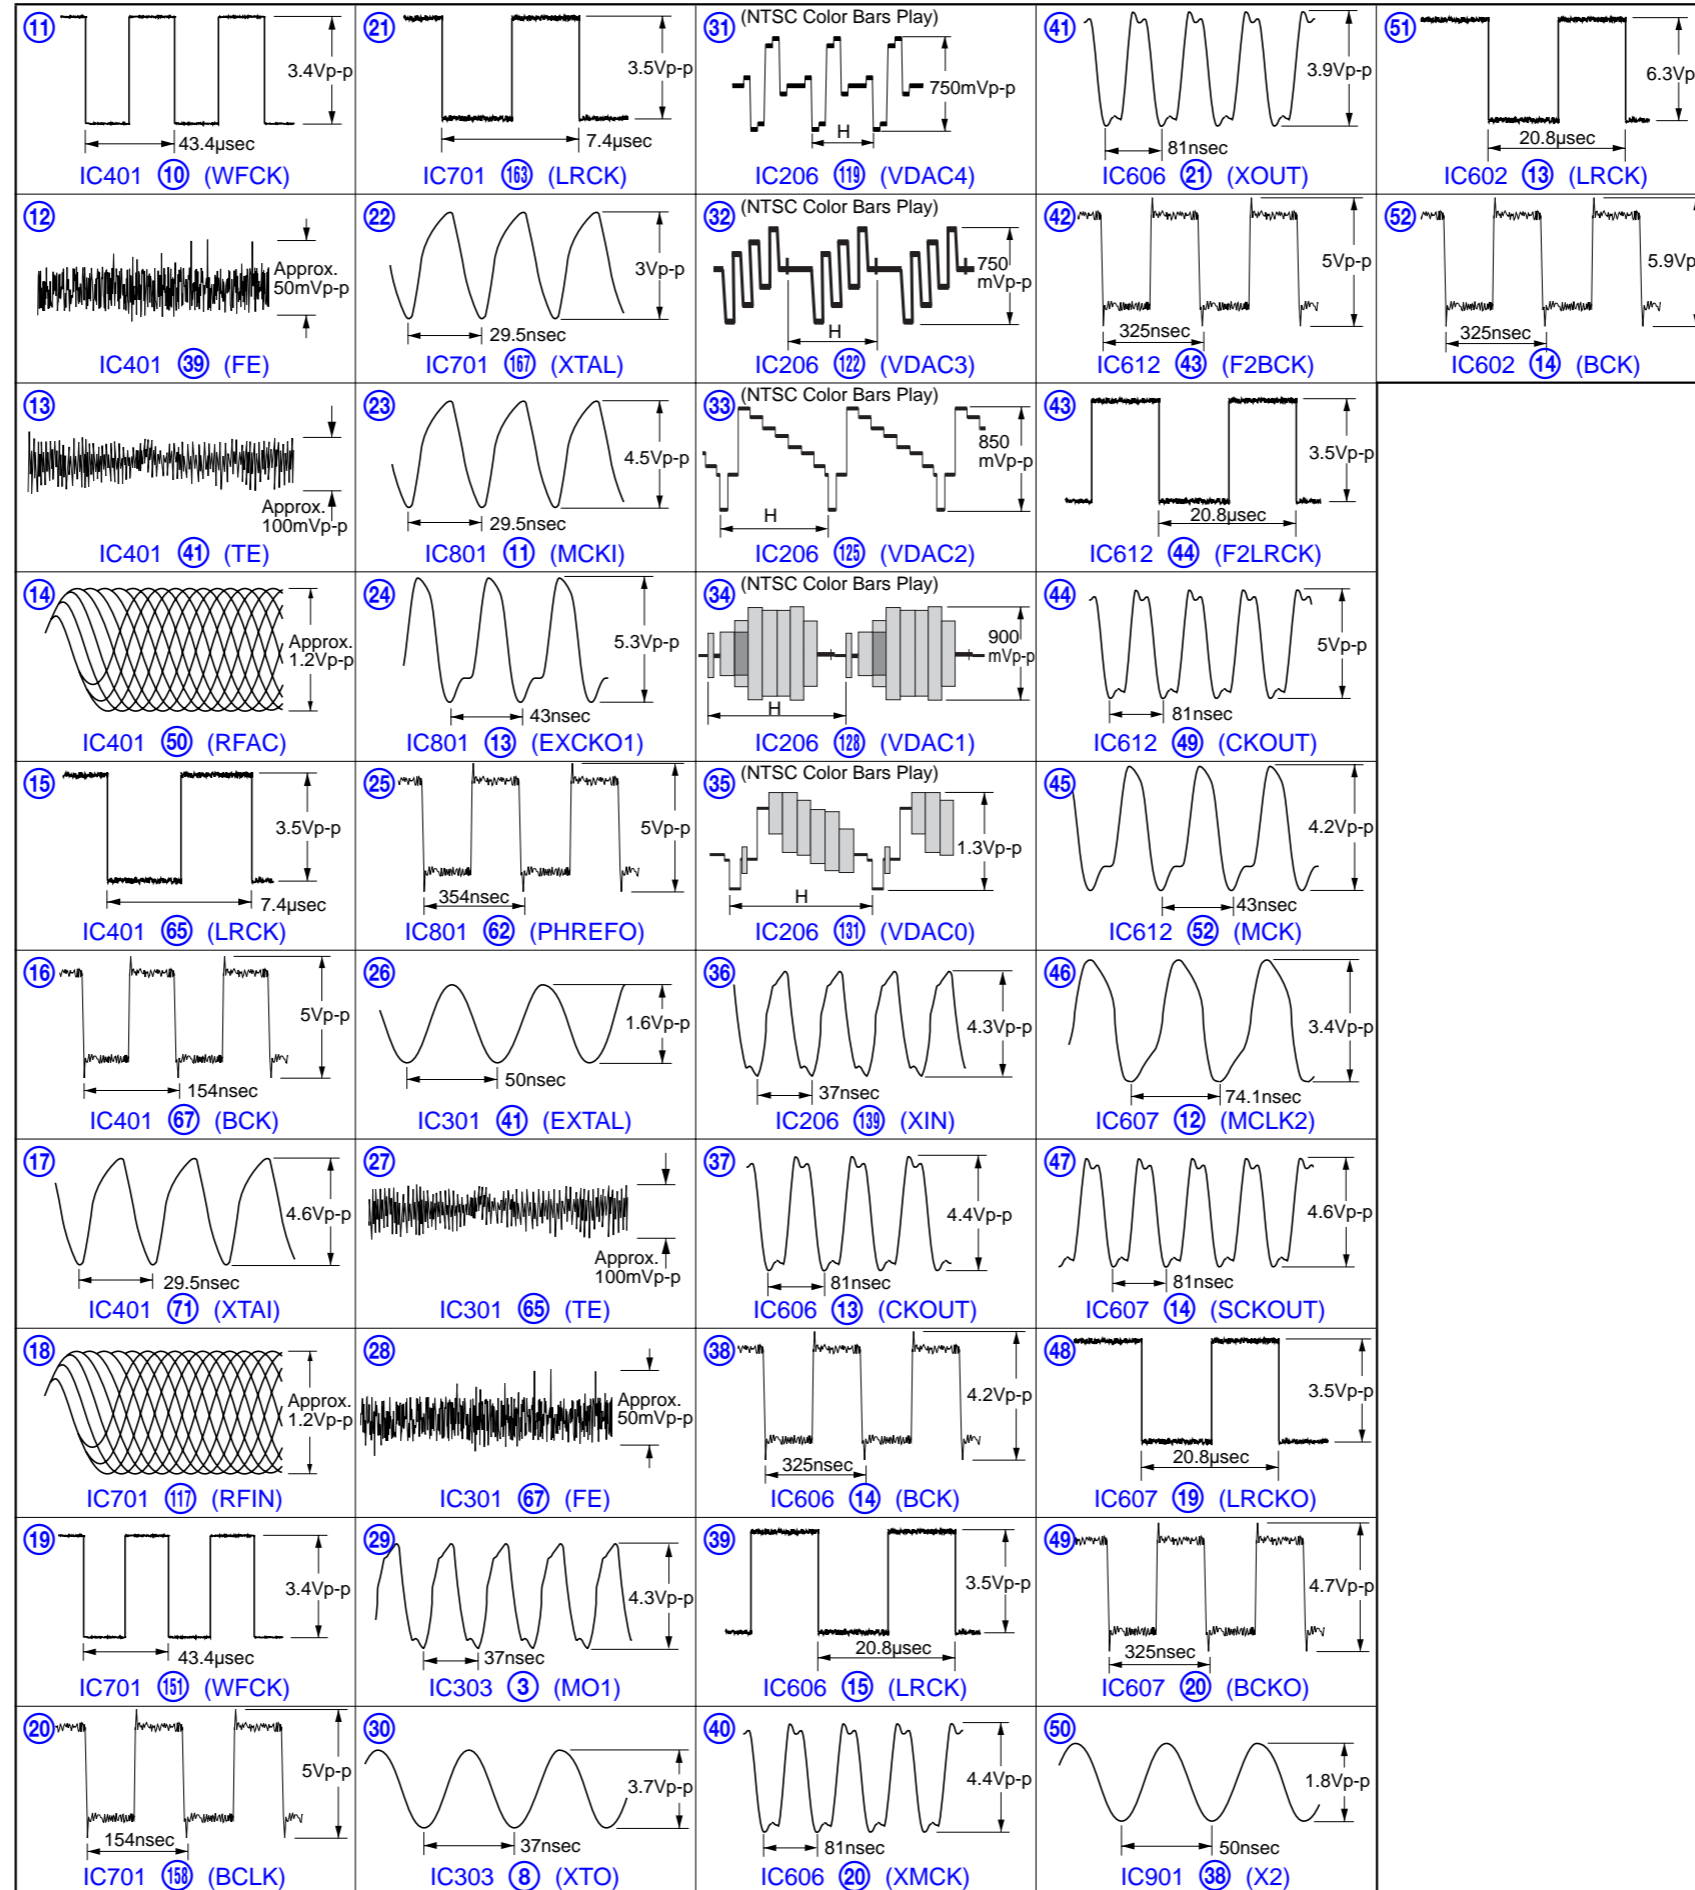 11
3.4Vp-p
43.4µsec
IC401 10 (WFCK)
12
Approx.
50mVp-p
IC401 39 (FE)
13
Approx.
100mVp-p
IC401 41 (TE)
14
Approx.
1.2Vp-p
IC401 50 (RFAC)
15
3.5Vp-p
7.4µsec
IC401 65 (LRCK)
16
5Vp-p
154nsec
IC401 67 (BCK)
17
4.6Vp-p
29.5nsec
IC401 71 (XTAI)
18
Approx.
1.2Vp-p
IC701 117 (RFIN)
19
3.4Vp-p
43.4µsec
IC701 151 (WFCK)
20
5Vp-p
154nsec
IC701 158 (BCLK)
21
3.5Vp-p
7.4µsec
IC701 163 (LRCK)
22
3Vp-p
29.5nsec
IC701 167 (XTAL)
23
4.5Vp-p
29.5nsec
IC801 11 (MCKI)
24
5.3Vp-p
43nsec
IC801 13 (EXCKO1)
25
5Vp-p
354nsec
IC801 62 (PHREFO)
26
1.6Vp-p
50nsec
IC301 41 (EXTAL)
27
Approx.
100mVp-p
IC301 65 (TE)
28
Approx.
50mVp-p
IC301 67 (FE)
29
4.3Vp-p
37nsec
IC303 3 (MO1)
30
3.7Vp-p
37nsec
IC303 8 (XTO)
31
(NTSC Color Bars Play)
750mVp-p
H
IC206 119 (VDAC4)
32
(NTSC Color Bars Play)
750
mVp-p
H
IC206 122 (VDAC3)
33
(NTSC Color Bars Play)
850
mVp-p
H
IC206 125 (VDAC2)
34
(NTSC Color Bars Play)
900
mVp-p
H
IC206 128 (VDAC1)
35
(NTSC Color Bars Play)
1.3Vp-p
H
IC206 131 (VDAC0)
36
4.3Vp-p
37nsec
IC206 139 (XIN)
37
4.4Vp-p
81nsec
IC606 13 (CKOUT)
38
4.2Vp-p
325nsec
IC606 14 (BCK)
39
3.5Vp-p
20.8µsec
IC606 15 (LRCK)
40
4.4Vp-p
81nsec
IC606 20 (XMCK)
41
3.9Vp-p
81nsec
IC606 21 (XOUT)
42
5Vp-p
325nsec
IC612 43 (F2BCK)
43
3.5Vp-p
20.8µsec
IC612 44 (F2LRCK)
44
5Vp-p
81nsec
IC612 49 (CKOUT)
45
4.2Vp-p
43nsec
IC612 52 (MCK)
46
3.4Vp-p
74.1nsec
IC607 12 (MCLK2)
47
4.6Vp-p
81nsec
IC607 14 (SCKOUT)
48
3.5Vp-p
20.8µsec
IC607 19 (LRCKO)
49
4.7Vp-p
325nsec
IC607 20 (BCKO)
50
1.8Vp-p
50nsec
IC901 38 (X2)
51
6.3Vp
20.8µsec
IC602 13 (LRCK)
52
5.9Vp
325nsec
IC602 14 (BCK)